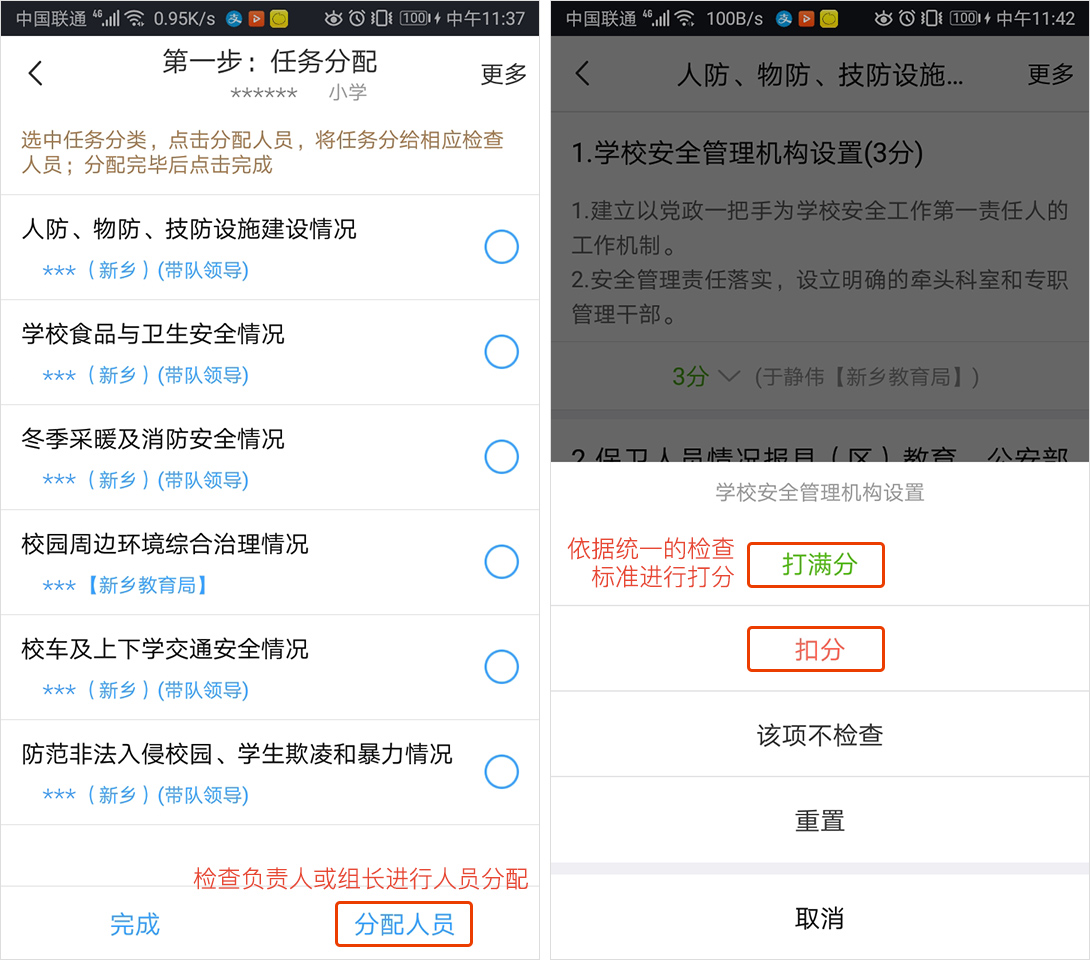 中国联通 4G 0.95K/s 100 中午11:37
第一步：任务分配
更多
****** 小学
选中任务分类，点击分配人员，将任务分给相应检查
人员；分配完毕后点击完成
人防、物防、技防设施建设情况
***（新乡）(带队领导)
学校食品与卫生安全情况
***（新乡）(带队领导)
冬季采暖及消防安全情况
***（新乡）(带队领导)
校园周边环境综合治理情况
***【新乡教育局】
校车及上下学交通安全情况
***（新乡）(带队领导)
防范非法入侵校园、学生欺凌和暴力情况
***（新乡）(带队领导)
检查负责人或组长进行人员分配
完成
分配人员
中国联通 4G 100B/s 支 100 中午11:42
人防、物防、技防设施...
更多
1.学校安全管理机构设置(3分)
1.建立以党政一把手为学校安全工作第一责任人的
工作机制。
2.安全管理责任落实，设立明确的牵头科室和专职
管理干部。
3分 (于静伟【新乡教育局】)
2.保卫人员情况报县（区）教育、公安部
学校安全管理机构设置
依据统一的检查
标准进行打分
打满分
扣分
该项不检查
重置
取消